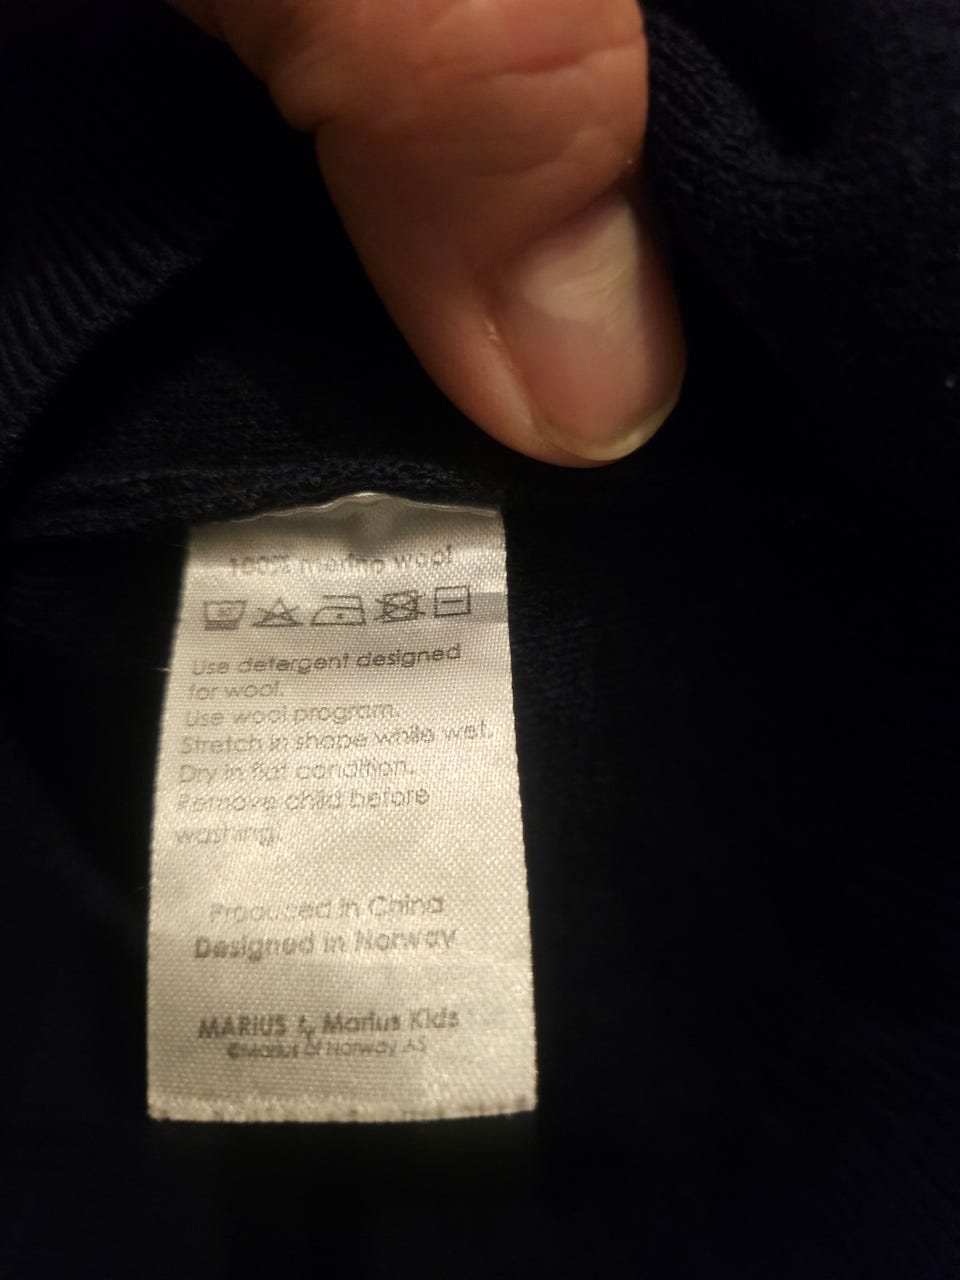 100% merino wool
Use detergent designed
for wool.
Use wool program.
Stretch in shape while wet.
Dry in flat condition.
Remove child before
washing.
Produced in China
Designed in Norway
MARIUS & Marius Kids
©Marius of Norway AS